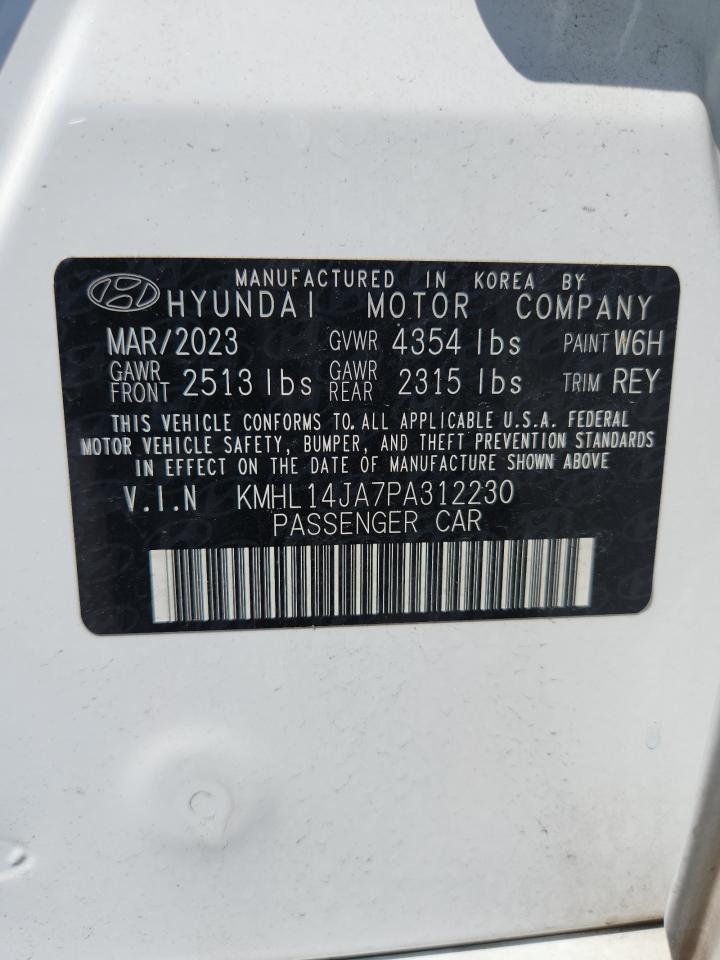 MANUFACTURED IN KOREA BY
HYUNDAI MOTOR COMPANY
MAR/2023 GVWR 4354 lbs PAINT W6H
GAWR FRONT 2513 lbs GAWR REAR 2315 lbs TRIM REY
THIS VEHICLE CONFORMS TO ALL APPLICABLE U.S.A. FEDERAL
MOTOR VEHICLE SAFETY, BUMPER, AND THEFT PREVENTION STANDARDS
IN EFFECT ON THE DATE OF MANUFACTURE SHOWN ABOVE
V.I.N KMHL14JA7PA312230
PASSENGER CAR